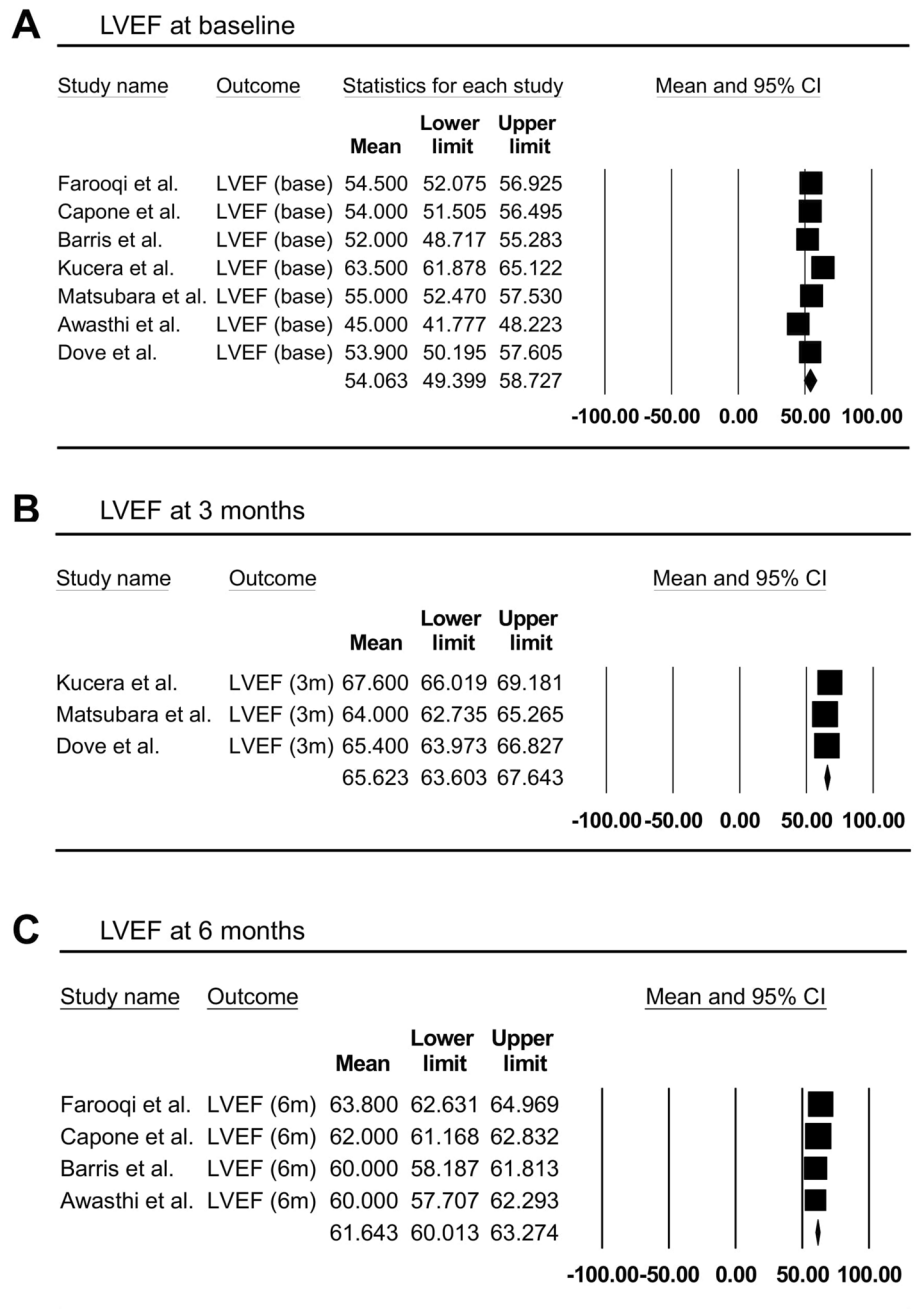 A LVEF at baseline
Study name Outcome Statistics for each study Mean and 95% CI
Lower Upper
Mean limit limit
Farooqi et al. LVEF (base) 54.500 52.075 56.925
Capone et al. LVEF (base) 54.000 51.505 56.495
Barris et al. LVEF (base) 52.000 48.717 55.283
Kucera et al. LVEF (base) 63.500 61.878 65.122
Matsubara et al. LVEF (base) 55.000 52.470 57.530
Awasthi et al. LVEF (base) 45.000 41.777 48.223
Dove et al. LVEF (base) 53.900 50.195 57.605
54.063 49.399 58.727
-100.00 -50.00 0.00 50.00 100.00
B LVEF at 3 months
Study name Outcome Mean and 95% CI
Lower Upper
Mean limit limit
Kucera et al. LVEF (3m) 67.600 66.019 69.181
Matsubara et al. LVEF (3m) 64.000 62.735 65.265
Dove et al. LVEF (3m) 65.400 63.973 66.827
65.623 63.603 67.643
-100.00 -50.00 0.00 50.00 100.00
C LVEF at 6 months
Study name Outcome Mean and 95% CI
Lower Upper
Mean limit limit
Farooqi et al. LVEF (6m) 63.800 62.631 64.969
Capone et al. LVEF (6m) 62.000 61.168 62.832
Barris et al. LVEF (6m) 60.000 58.187 61.813
Awasthi et al. LVEF (6m) 60.000 57.707 62.293
61.643 60.013 63.274
-100.00 -50.00 0.00 50.00 100.00